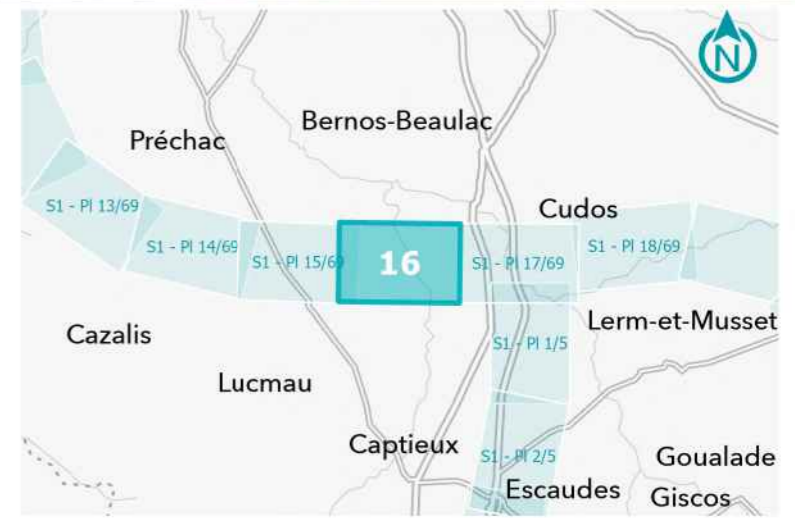 N
Bernos-Beaulac
Préchac
S1 - Pl 13/69
Cudos
S1 - Pl 14/69
S1 - Pl 15/69
16
S1 - Pl 17/69
S1 - Pl 18/69
Lerm-et-Musset
Cazalis
S1 - Pl 1/5
Lucmau
Captieux
S1 - Pl 2/5
Goualade
Escaudes
Giscos